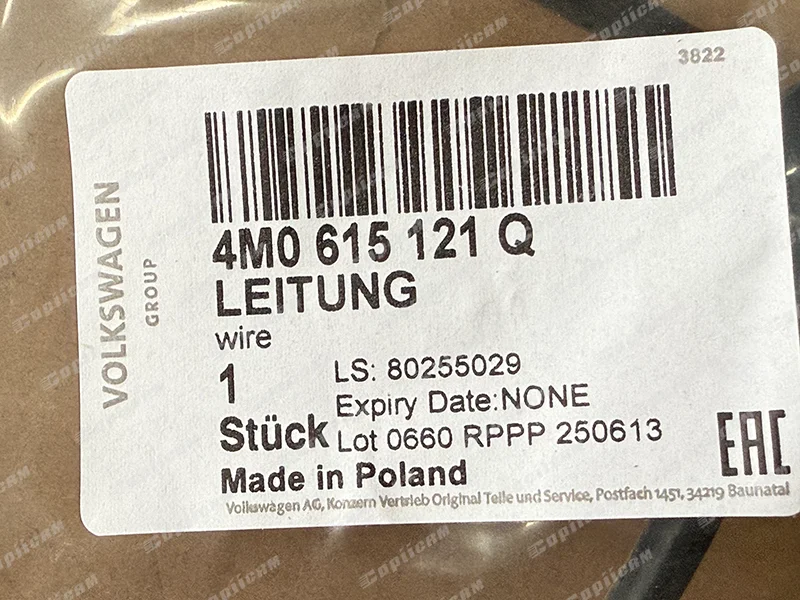 3822
VOLKSWAGEN
GROUP
4M0 615 121 Q
LEITUNG
wire
1
LS: 80255029
Expiry Date:NONE
Stück
Lot 0660 RPPP 250613
Made in Poland
EAC
Volkswagen AG, Konzern Vertrieb Original Teile und Service, Postfach 1451, 34219 Baunatal
CaplicAM